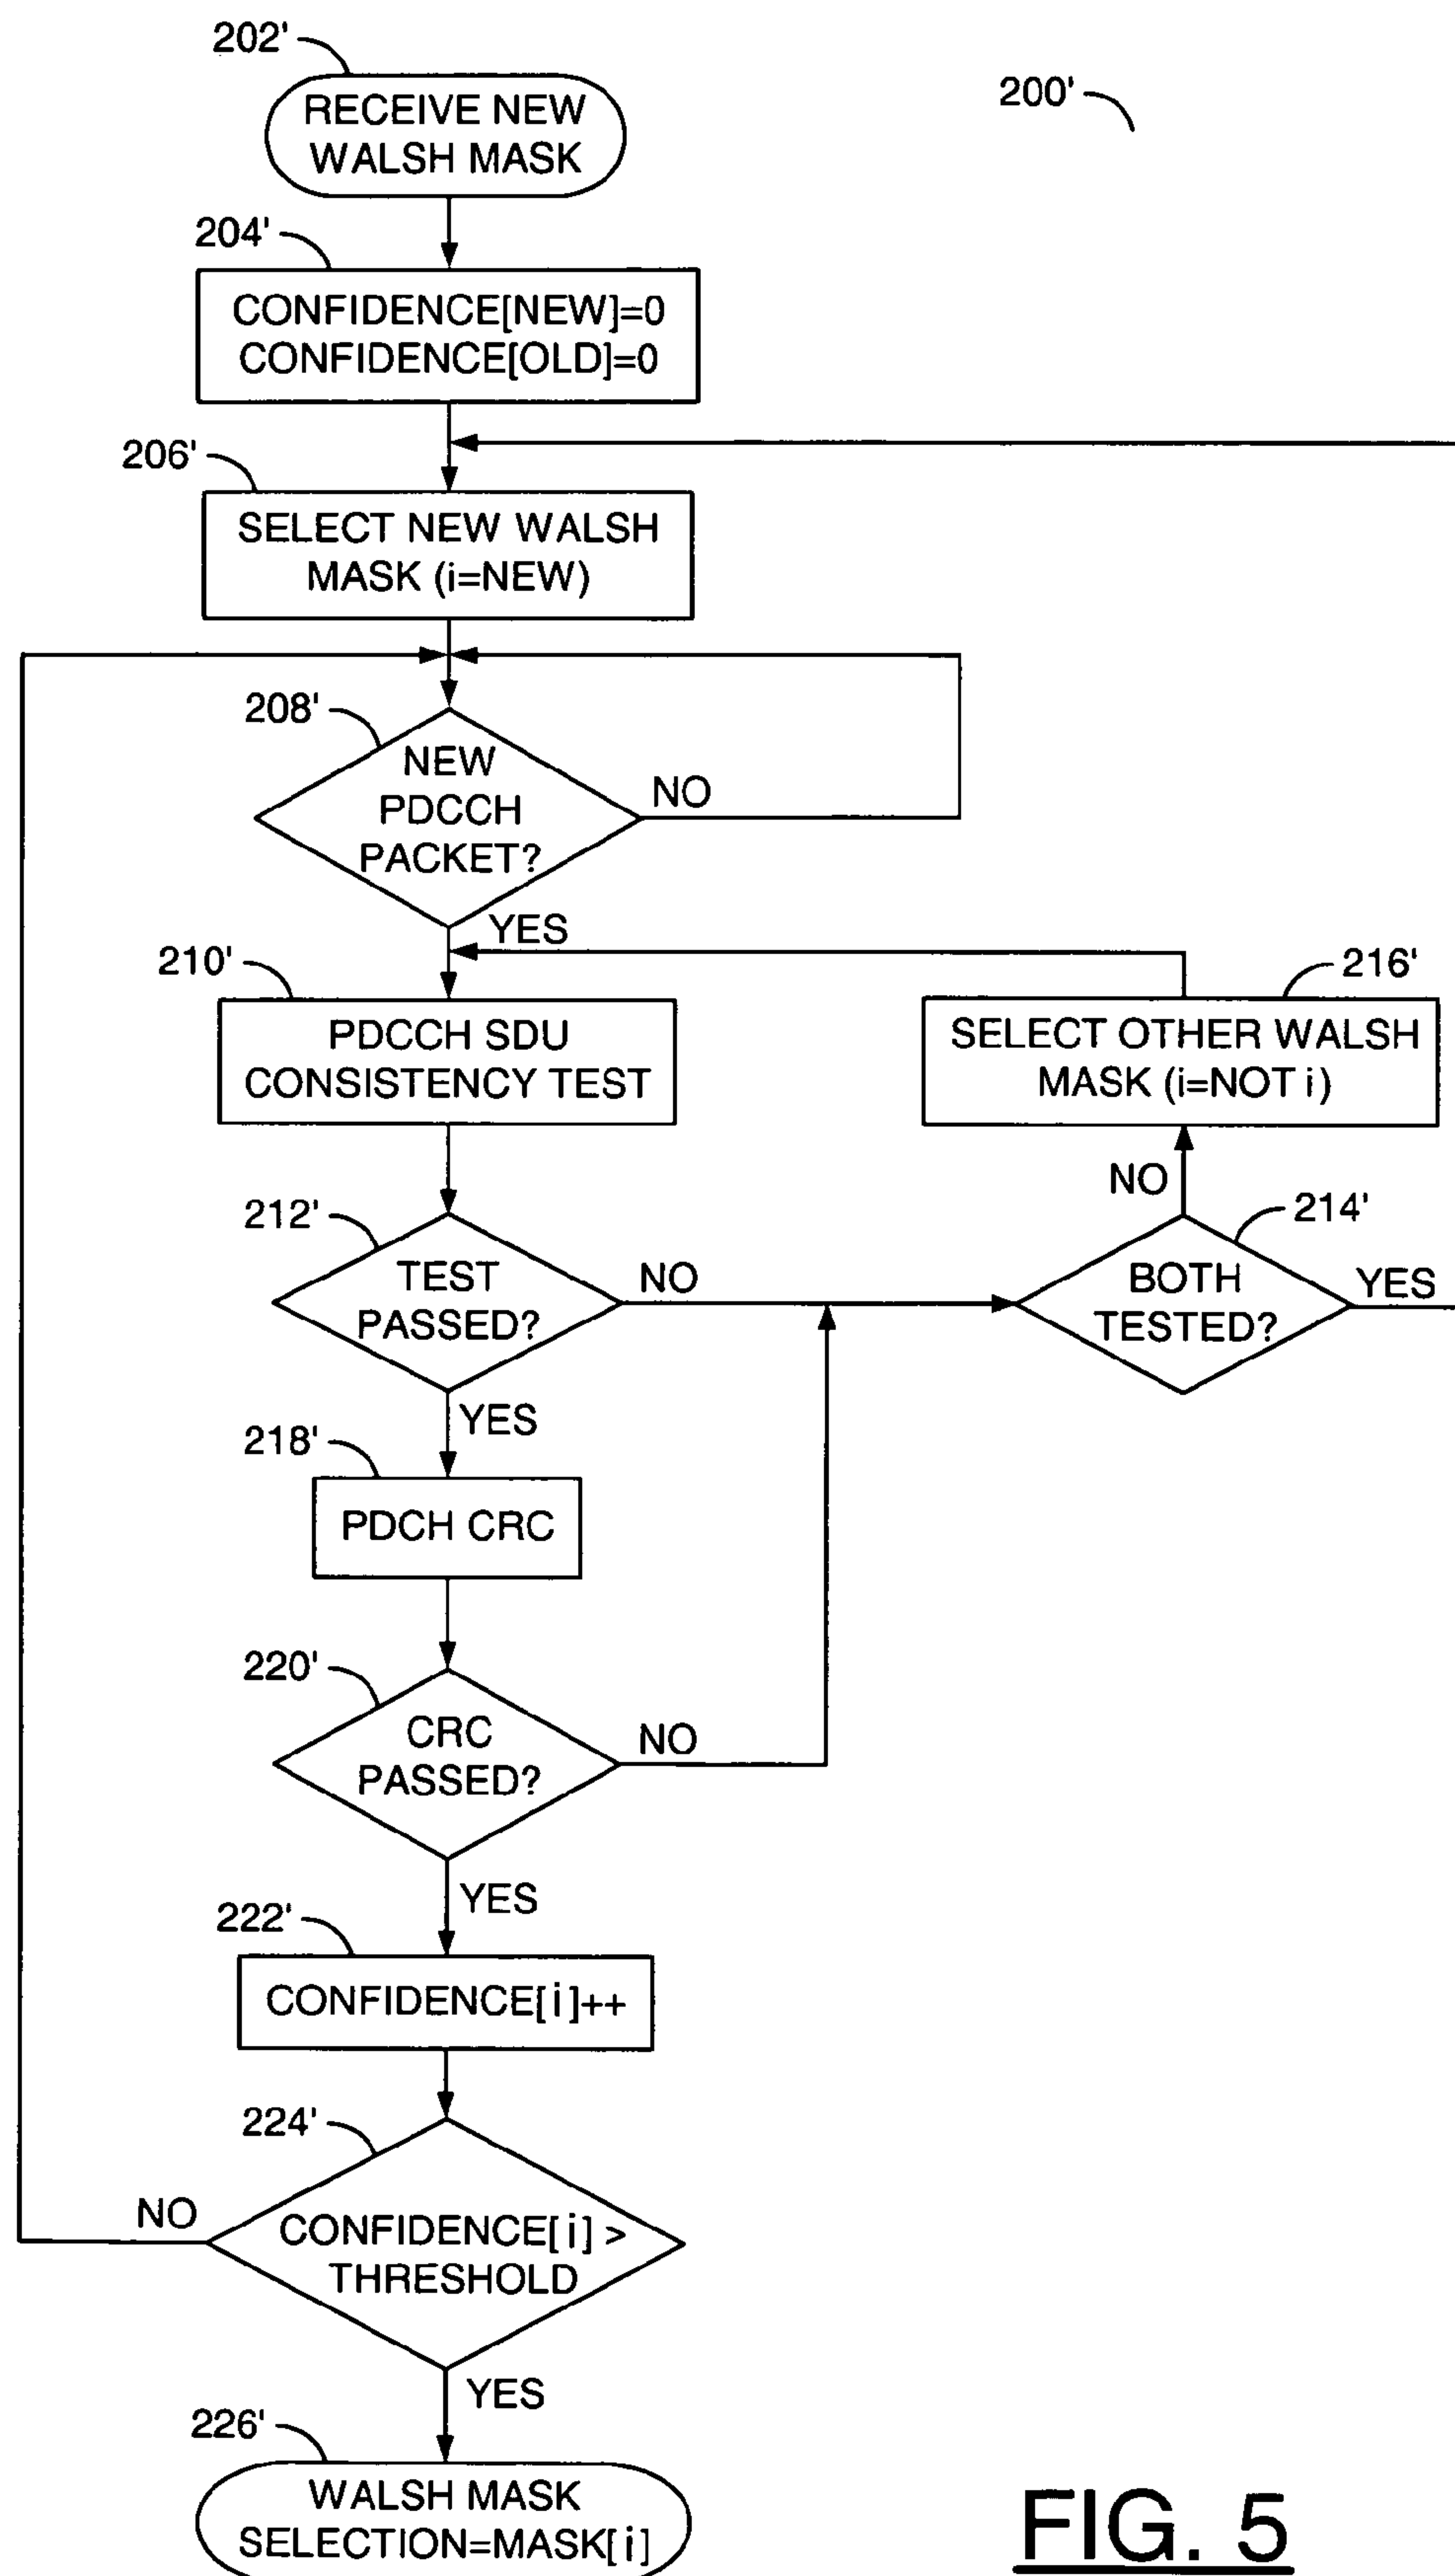 202'
200'
RECEIVE NEW
WALSH MASK
204'
CONFIDENCE[NEW]=0
CONFIDENCE[OLD]=0
206'
SELECT NEW WALSH
MASK (i=NEW)
208'
NEW
PDCCH
PACKET?
NO
YES
210'
PDCCH SDU
CONSISTENCY TEST
216'
SELECT OTHER WALSH
MASK (i=NOT i)
NO
212'
TEST
PASSED?
NO
214'
BOTH
TESTED?
YES
YES
218'
PDCH CRC
220'
CRC
PASSED?
NO
YES
222'
CONFIDENCE[i]++
224'
NO
CONFIDENCE[i] >
THRESHOLD
YES
226'
WALSH MASK
SELECTION=MASK[i]
FIG. 5